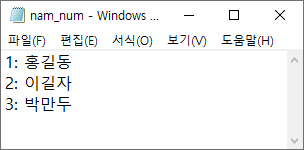 nam_num - Windows ...
파일(F) 편집(E) 서식(O) 보기(V) 도움말(H)
1: 홍길동
2: 이길자
3: 박만두